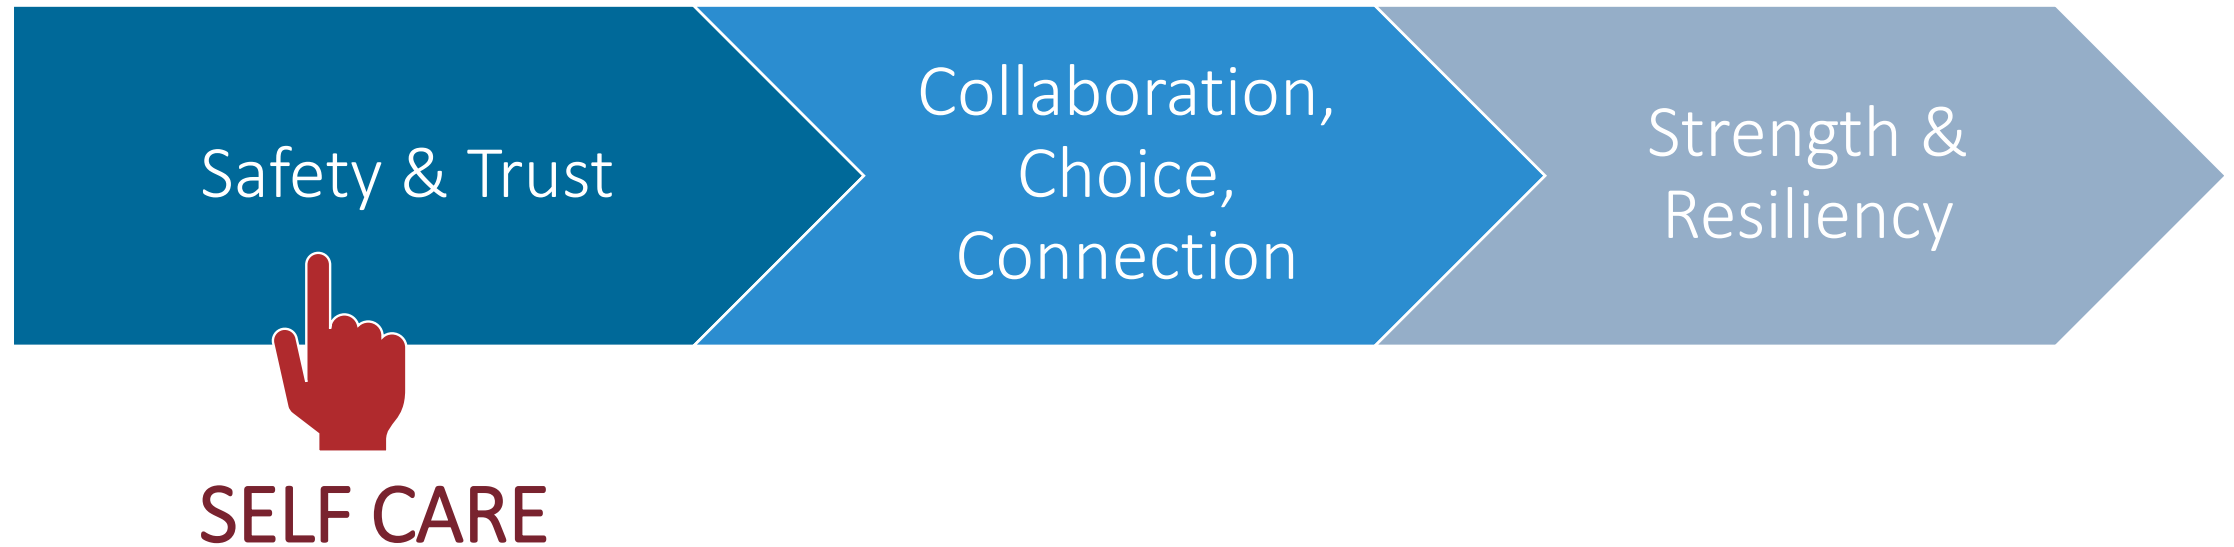 Safety & Trust
Collaboration,
Choice,
Connection
Strength &
Resiliency
SELF CARE